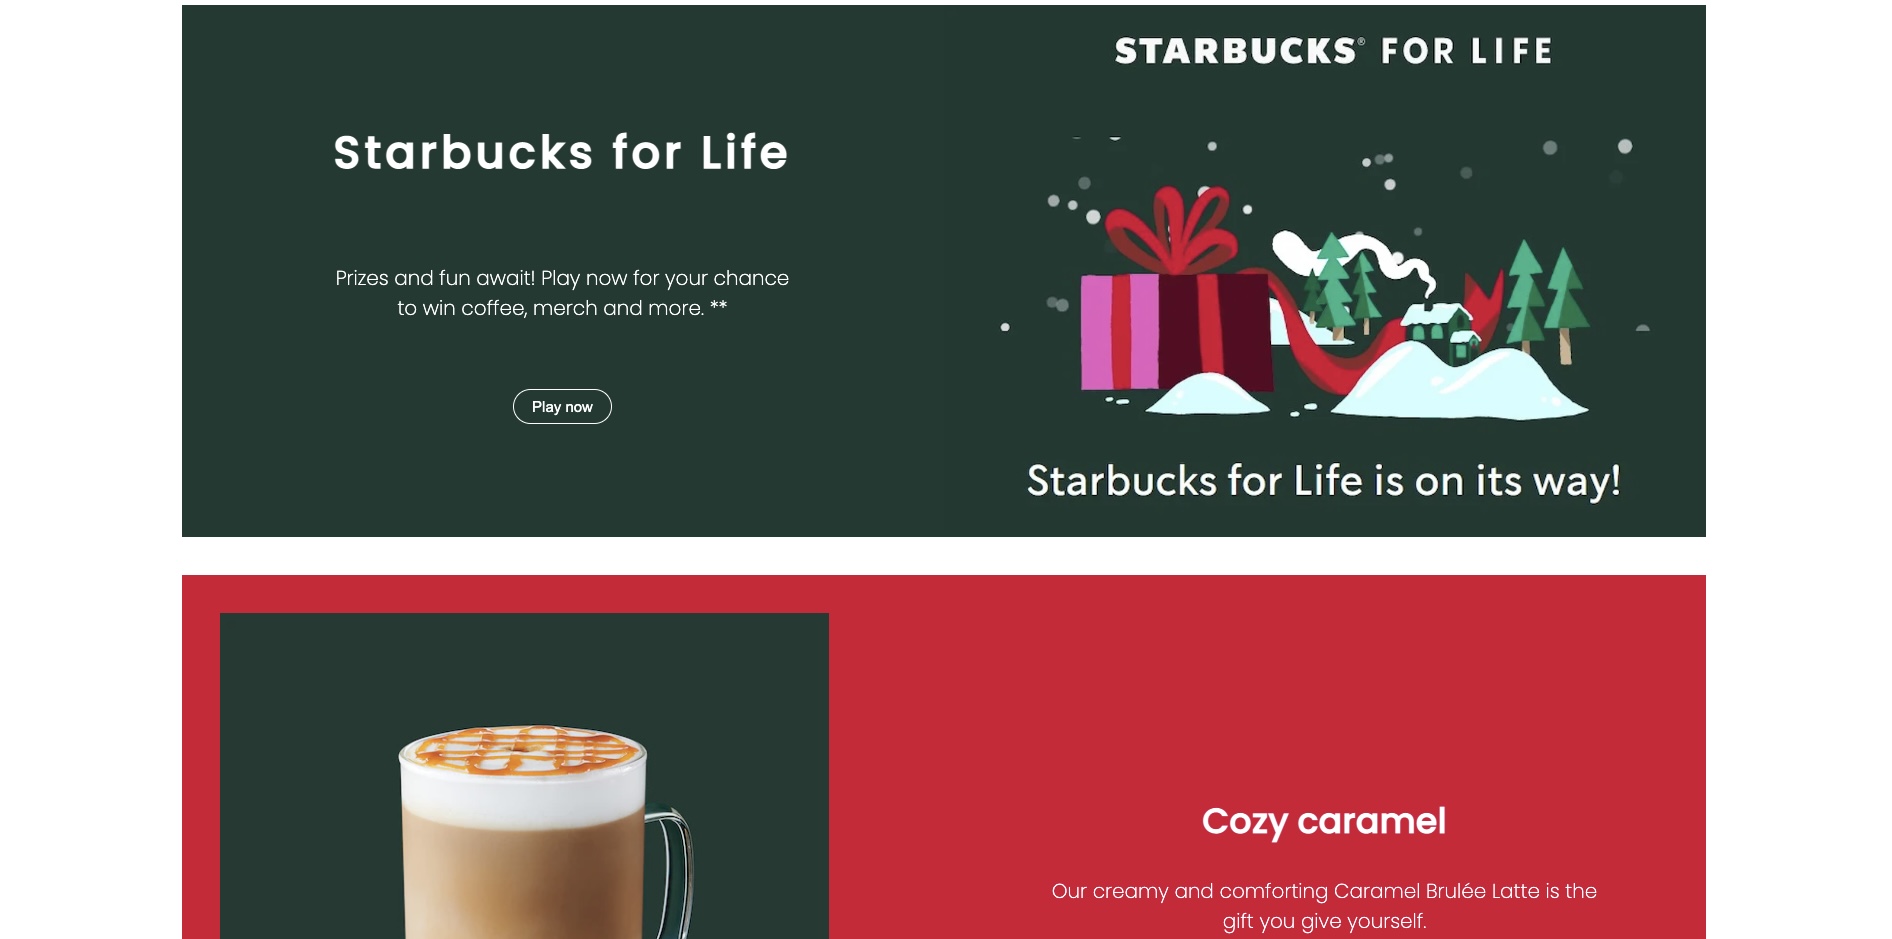 Starbucks for Life
Prizes and fun await! Play now for your chance
to win coffee, merch and more. **
Play now
STARBUCKS® FOR LIFE
Starbucks for Life is on its way!
Cozy caramel
Our creamy and comforting Caramel Brulée Latte is the
gift you give yourself.